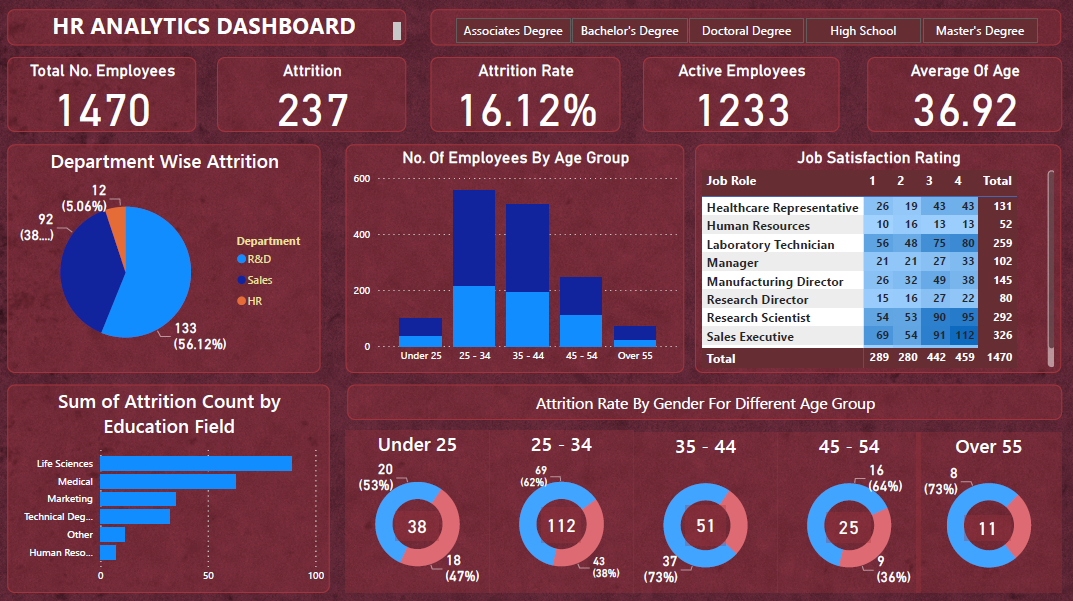 HR ANALYTICS DASHBOARD
Associates Degree
Bachelor's Degree
Doctoral Degree
High School
Master's Degree
Total No. Employees
1470
Attrition
237
Attrition Rate
16.12%
Active Employees
1233
Average Of Age
36.92
Department Wise Attrition
12
(5.06%)
92
(38....)
133
(56.12%)
Department
R&D
Sales
HR
No. Of Employees By Age Group
600
400
200
0
Under 25 25 - 34 35 - 44 45 - 54 Over 55
Job Satisfaction Rating
Job Role 1 2 3 4 Total
Healthcare Representative 26 19 43 43 131
Human Resources 10 16 13 13 52
Laboratory Technician 56 48 75 80 259
Manager 21 21 27 33 102
Manufacturing Director 26 32 49 38 145
Research Director 15 16 27 22 80
Research Scientist 54 53 90 95 292
Sales Executive 69 54 91 112 326
Total 289 280 442 459 1470
Sum of Attrition Count by
Education Field
Life Sciences
Medical
Marketing
Technical Deg...
Other
Human Reso...
0 50 100
Attrition Rate By Gender For Different Age Group
Under 25
20
(53%)
38
18
(47%)
25 - 34
69
(62%)
112
43
(38%)
35 - 44
51
37
(73%)
45 - 54
16
(64%)
25
9
(36%)
Over 55
8
(73%)
11